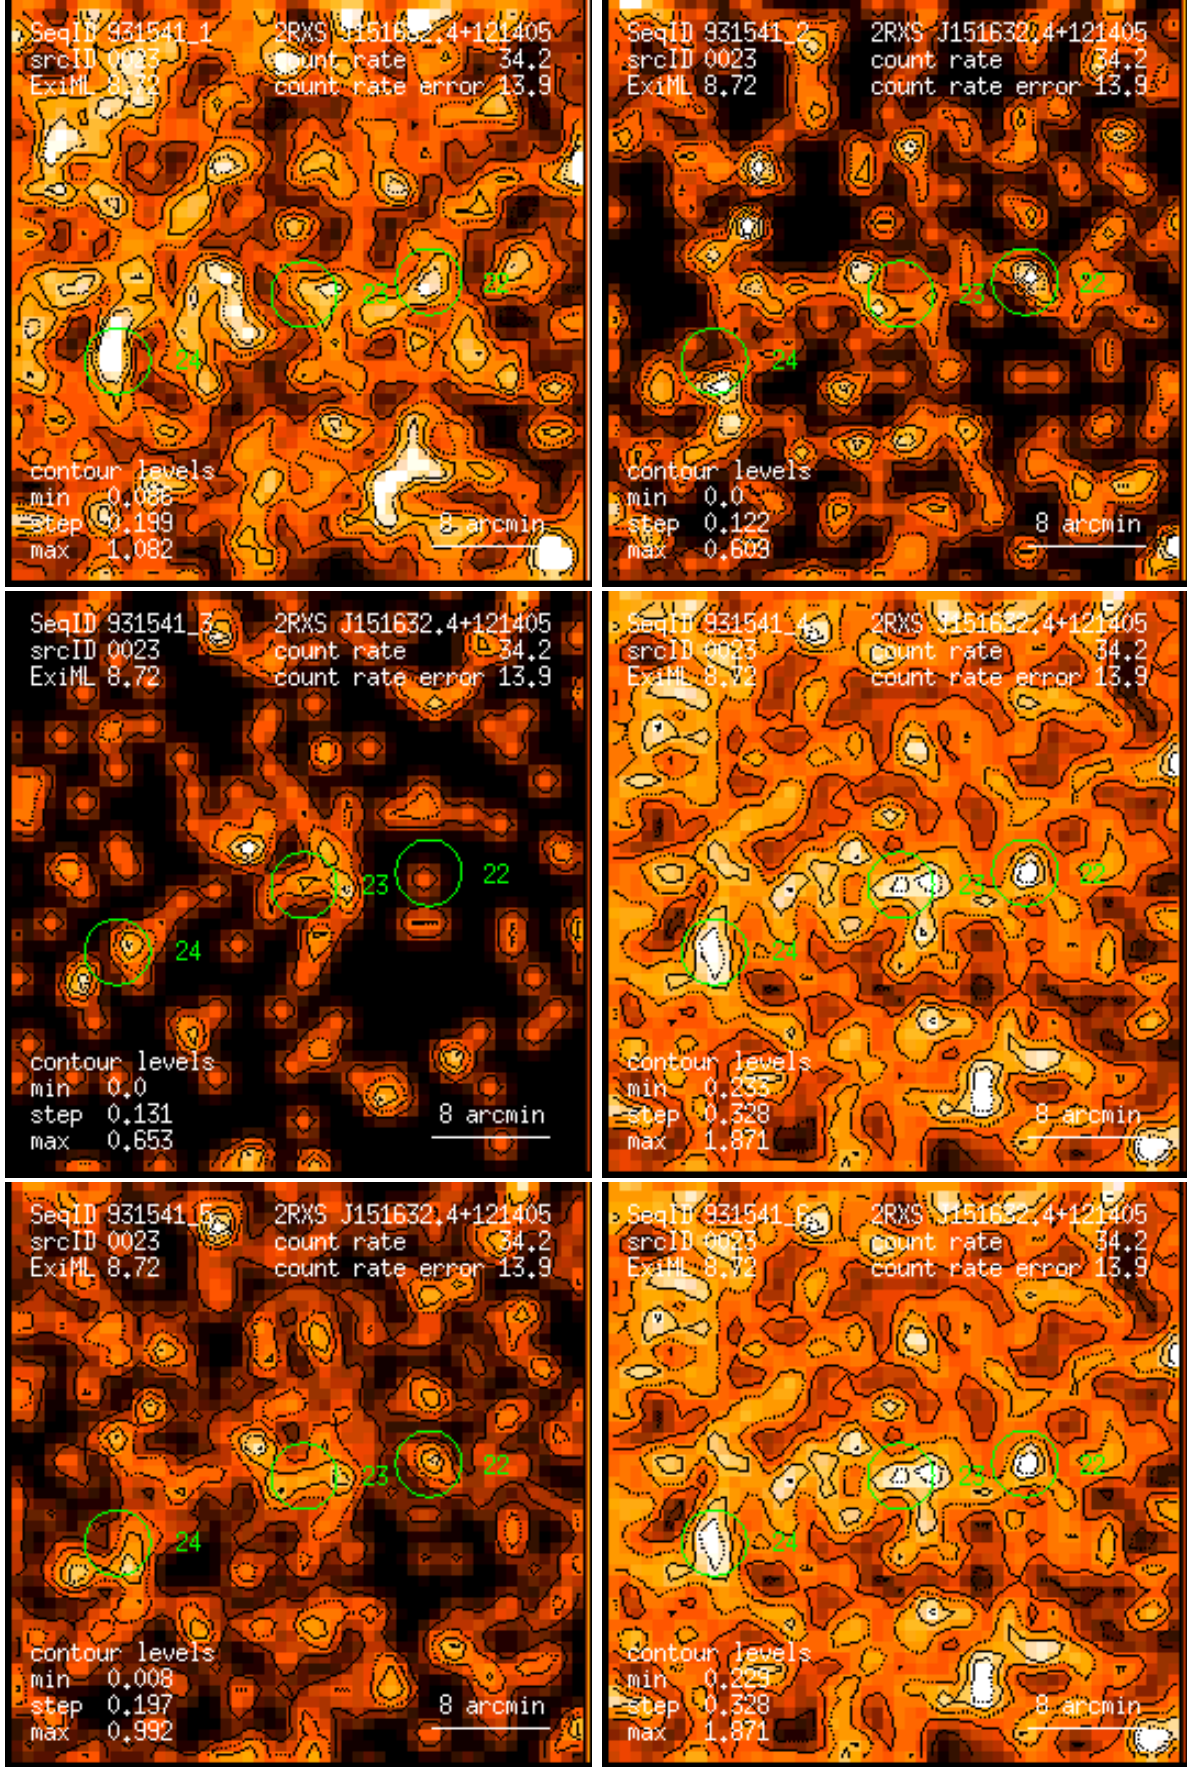 SeqID 931541_1 2RXS J151632.4+121405
srcID 0023 count rate 34.2
ExiML 8.72 count rate error 13.9
23 22
24
contour levels
min 0.086
step 0.199
max 1.082
8 arcmin
SeqID 931541_2 2RXS J151632.4+121405
srcID 0023 count rate 34.2
ExiML 8.72 count rate error 13.9
23 22
24
contour levels
min 0.0
step 0.122
max 0.609
8 arcmin
SeqID 931541_3 2RXS J151632.4+121405
srcID 0023 count rate 34.2
ExiML 8.72 count rate error 13.9
23 22
24
contour levels
min 0.0
step 0.131
max 0.653
8 arcmin
SeqID 931541_4 2RXS J151632.4+121405
srcID 0023 count rate 34.2
ExiML 8.72 count rate error 13.9
23 22
24
contour levels
min 0.233
step 0.328
max 1.871
8 arcmin
SeqID 931541_5 2RXS J151632.4+121405
srcID 0023 count rate 34.2
ExiML 8.72 count rate error 13.9
23 22
24
contour levels
min 0.008
step 0.197
max 0.992
8 arcmin
SeqID 931541_6 2RXS J151632.4+121405
srcID 0023 count rate 34.2
ExiML 8.72 count rate error 13.9
23 22
24
contour levels
min 0.229
step 0.328
max 1.871
8 arcmin